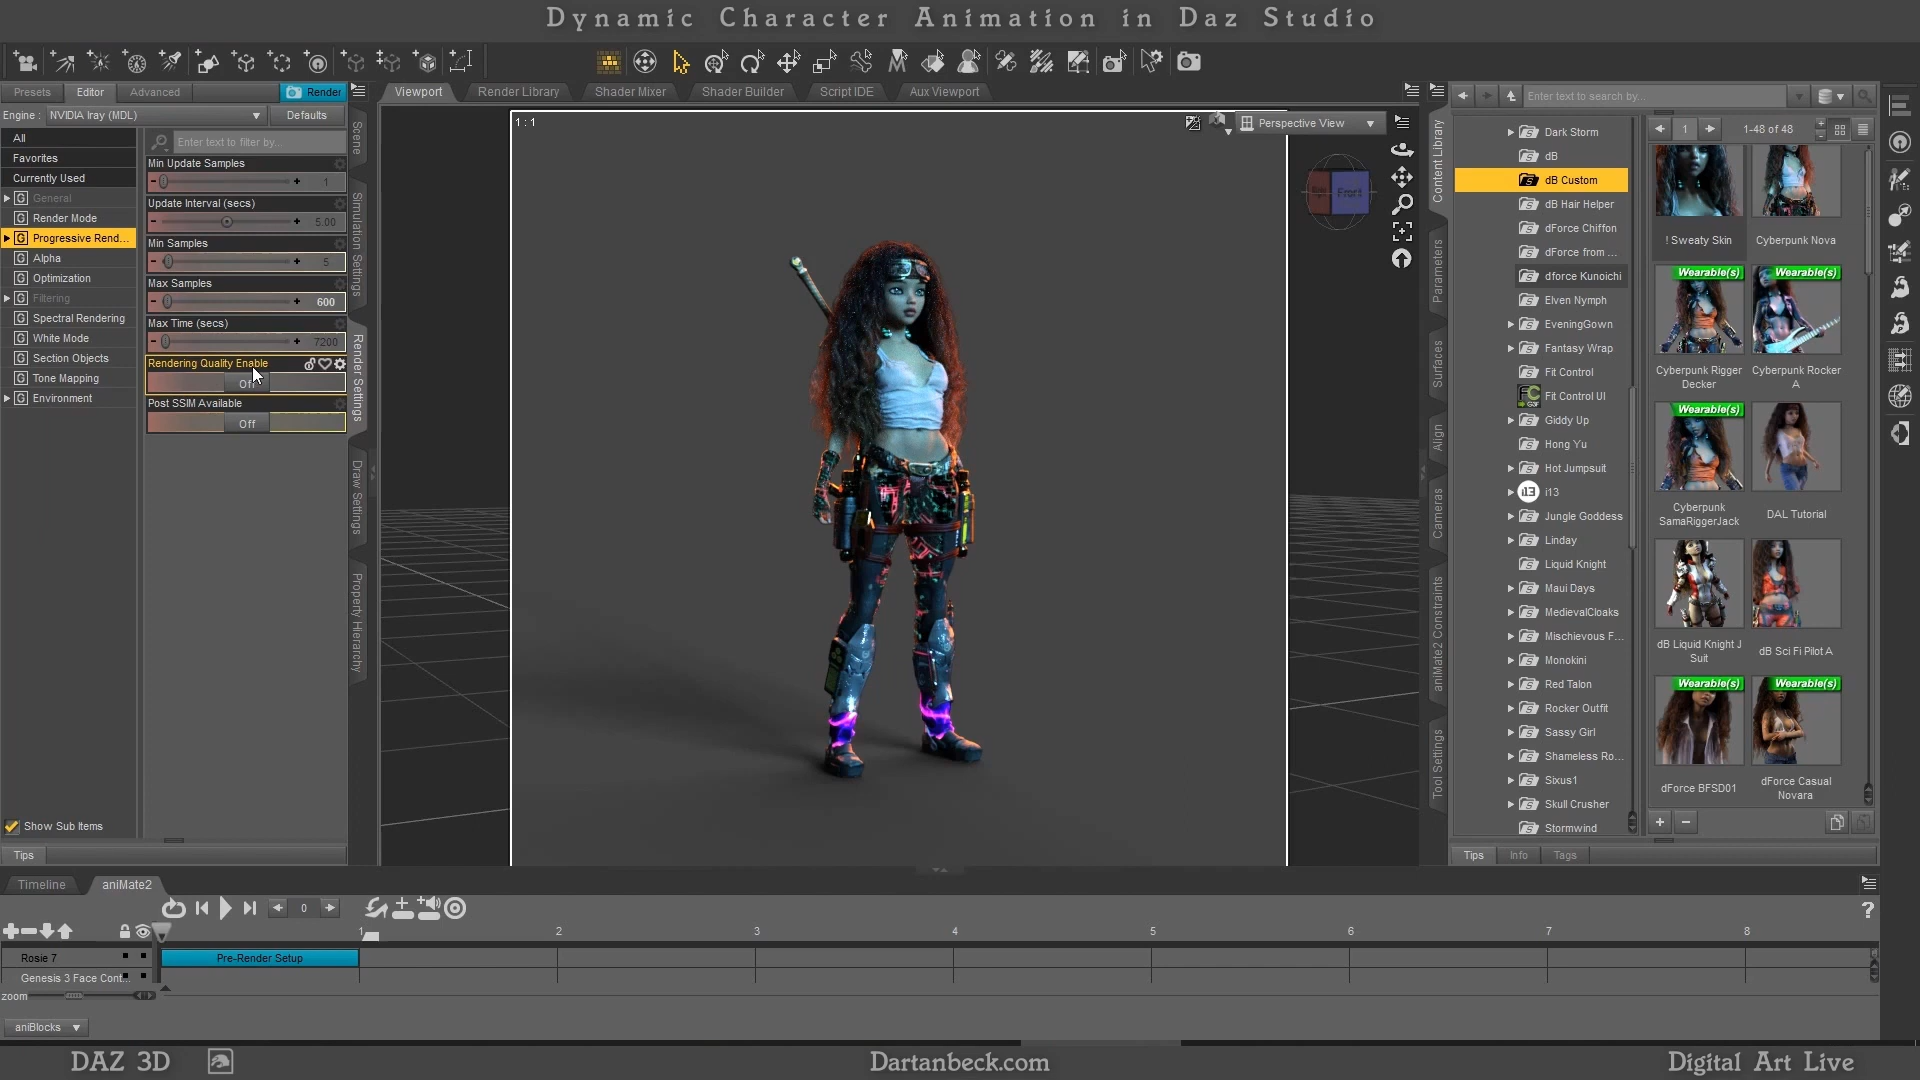 Dynamic Character Animation in Daz Studio
Presets
Editor
Advanced
Render
Engine :
NVIDIA Iray (MDL)
Defaults
All
Favorites
Currently Used
General
Render Mode
Progressive Rend...
Alpha
Optimization
Filtering
Spectral Rendering
White Mode
Section Objects
Tone Mapping
Environment
Show Sub Items
Tips
Enter text to filter by...
Min Update Samples
1
Update Interval (secs)
5.00
Min Samples
5
Max Samples
600
Max Time (secs)
7200
Rendering Quality Enable
Off
Post SSIM Available
Off
Scene
Simulation Settings
Render Settings
Draw Settings
Property Hierarchy
Viewport
Render Library
Shader Mixer
Shader Builder
Script IDE
Aux Viewport
1 : 1
Perspective View
Front
Content Library
Parameters
Surfaces
Align
Cameras
aniMate2 Constraints
Tool Settings
Enter text to search by...
Dark Storm
dB
dB Custom
dB Hair Helper
dForce Chiffon
dForce from ...
dforce Kunoichi
Elven Nymph
EveningGown
Fantasy Wrap
Fit Control
Fit Control UI
Giddy Up
Hong Yu
Hot Jumpsuit
i13
Jungle Goddess
Linday
Liquid Knight
Maui Days
MedievalCloaks
Mischievous F...
Monokini
Red Talon
Rocker Outfit
Sassy Girl
Shameless Ro...
Sixus1
Skull Crusher
Stormwind
1
1-48 of 48
! Sweaty Skin
Cyberpunk Nova
Wearable(s)
Wearable(s)
Cyberpunk Rigger Decker
Cyberpunk Rocker A
Wearable(s)
Cyberpunk SamaRiggerJack
DAL Tutorial
dB Liquid Knight J Suit
dB Sci Fi Pilot A
Wearable(s)
Wearable(s)
dForce BFSD01
dForce Casual Novara
Tips
Info
Tags
Timeline
aniMate2
0
?
1 2 3 4 5 6 7 8
Rosie 7
Pre-Render Setup
Genesis 3 Face Cont...
zoom
aniBlocks
DAZ 3D
Dartanbeck.com
Digital Art Live